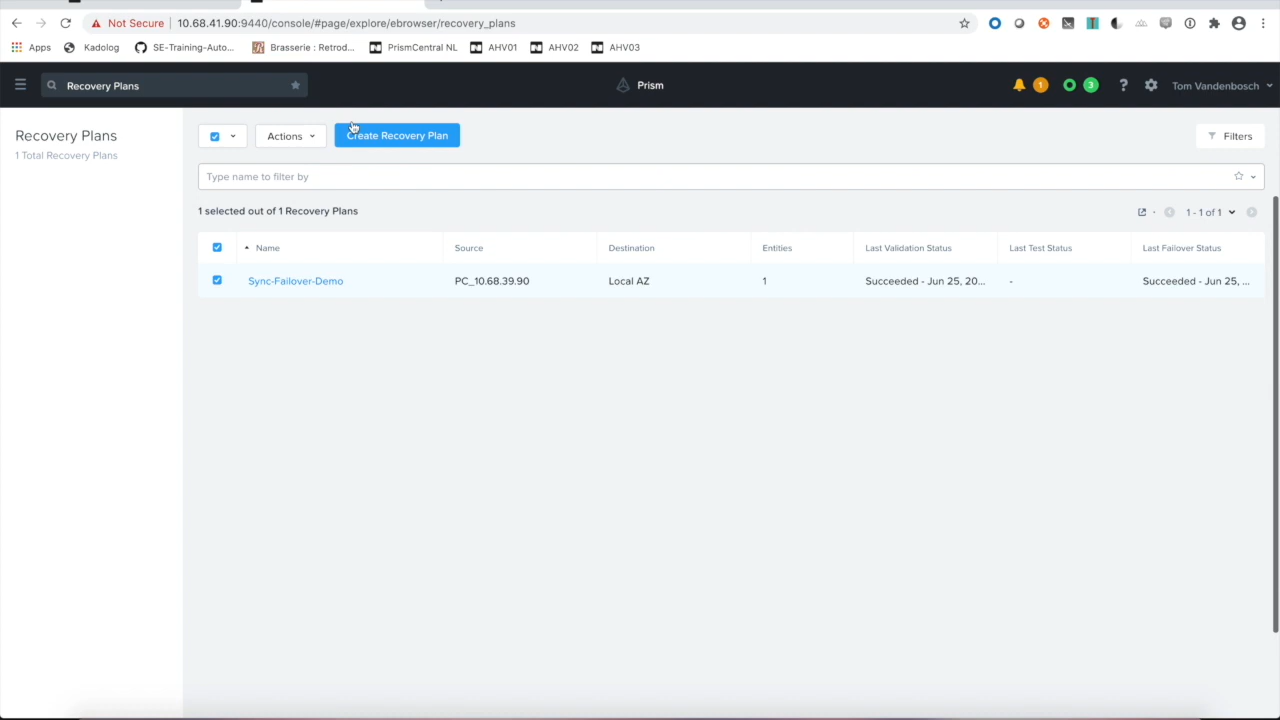 Not Secure 10.68.41.90:9440/console/#page/explore/ebrowser/recovery_plans
Apps Kadolog SE-Training-Auto... Brasserie : Retrod... PrismCentral NL AHV01 AHV02 AHV03
Recovery Plans Prism 1 3 ? Tom Vandenbosch
Recovery Plans
1 Total Recovery Plans
Actions Create Recovery Plan Filters
Type name to filter by
1 selected out of 1 Recovery Plans 1 - 1 of 1
Name Source Destination Entities Last Validation Status Last Test Status Last Failover Status
Sync-Failover-Demo PC_10.68.39.90 Local AZ 1 Succeeded - Jun 25, 20... - Succeeded - Jun 25, ...